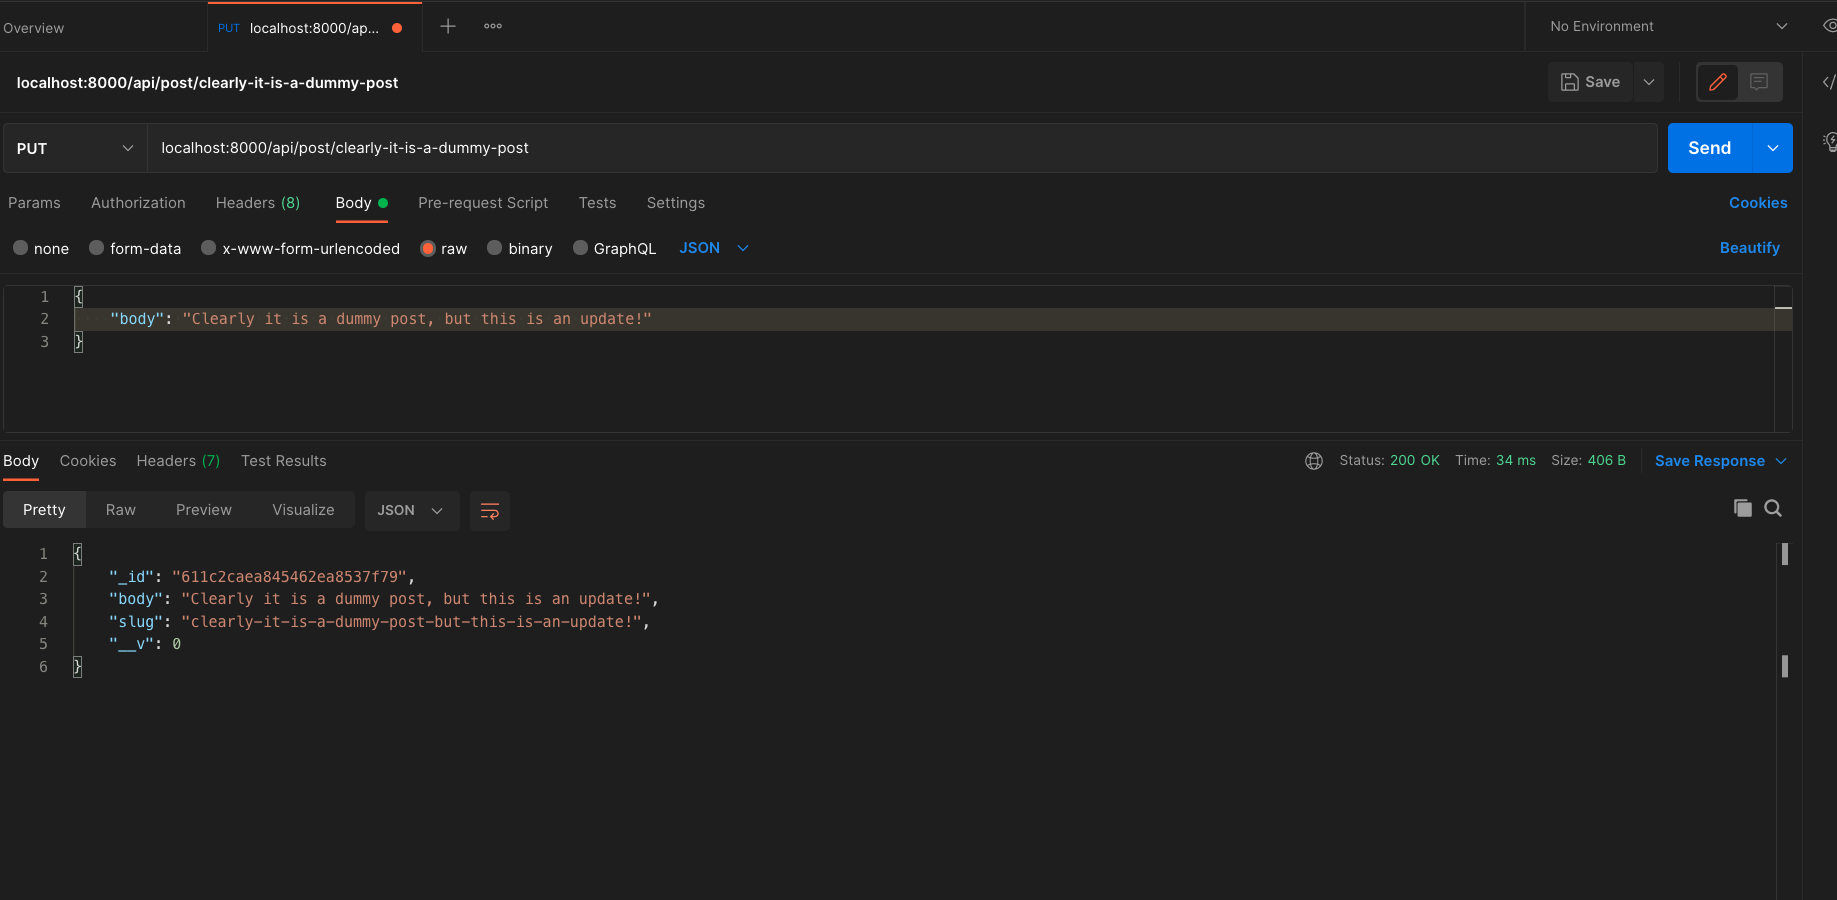 Overview
PUT localhost:8000/ap...
No Environment
localhost:8000/api/post/clearly-it-is-a-dummy-post
Save
PUT
localhost:8000/api/post/clearly-it-is-a-dummy-post
Send
Params Authorization Headers (8) Body Pre-request Script Tests Settings
Cookies
none form-data x-www-form-urlencoded raw binary GraphQL JSON
Beautify
1 {
2 "body": "Clearly it is a dummy post, but this is an update!"
3 }
Body Cookies Headers (7) Test Results
Status: 200 OK Time: 34 ms Size: 406 B
Save Response
Pretty Raw Preview Visualize JSON
1 {
2 "_id": "611c2caea845462ea8537f79",
3 "body": "Clearly it is a dummy post, but this is an update!",
4 "slug": "clearly-it-is-a-dummy-post-but-this-is-an-update!",
5 "__v": 0
6 }